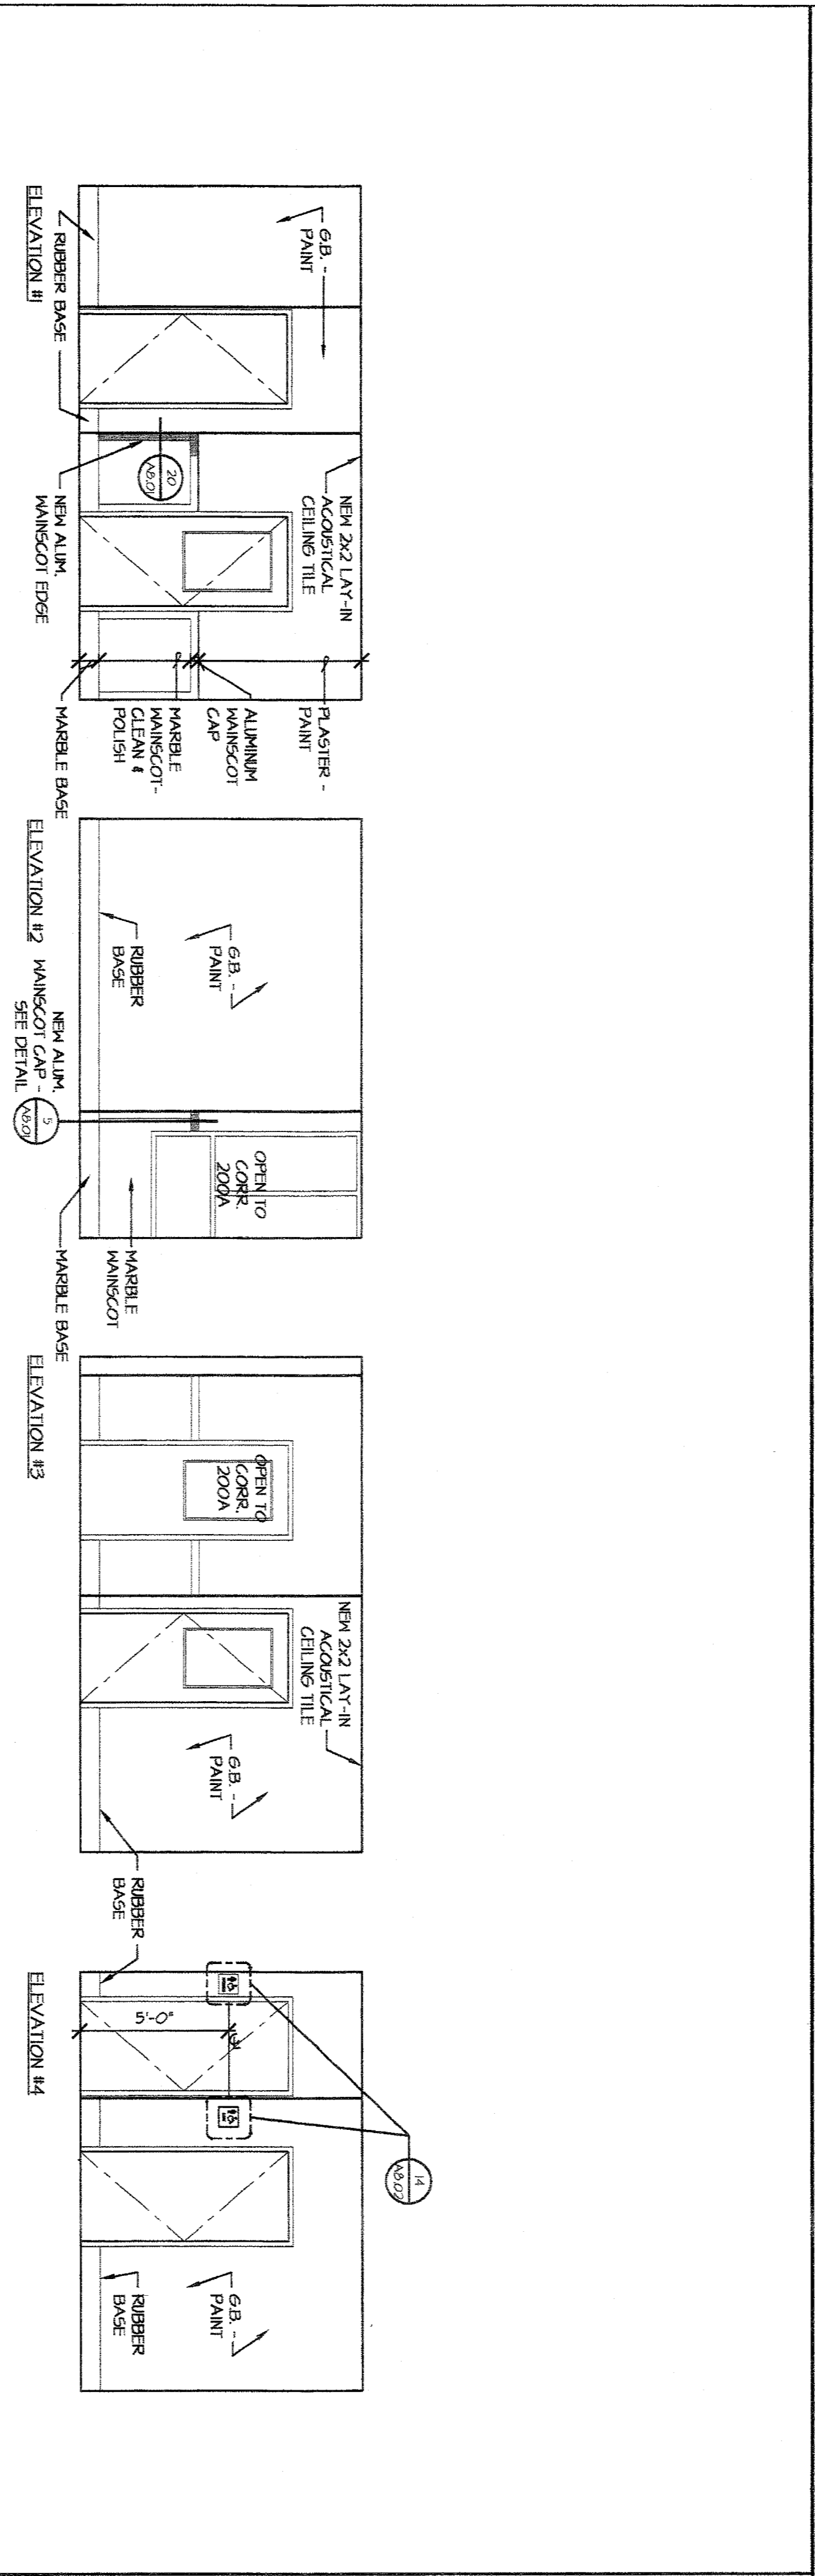 G.B. -
PAINT
NEW 2x2 LAY-IN
ACOUSTICAL
CEILING TILE
PLASTER -
PAINT
ALUMINUM
WAINSCOT
CAP
MARBLE
WAINSCOT-
CLEAN &
POLISH
MARBLE BASE
20
A8.01
RUBBER BASE
NEW ALUM.
WAINSCOT EDGE
ELEVATION #1
G.B. -
PAINT
RUBBER
BASE
OPEN TO
CORR.
200A
MARBLE
WAINSCOT
MARBLE BASE
ELEVATION #2
NEW ALUM.
WAINSCOT CAP -
SEE DETAIL
5
A8.01
OPEN TO
CORR.
200A
NEW 2x2 LAY-IN
ACOUSTICAL
CEILING TILE
G.B. -
PAINT
RUBBER
BASE
ELEVATION #3
14
A8.02
5'-0"
G.B. -
PAINT
RUBBER
BASE
ELEVATION #4